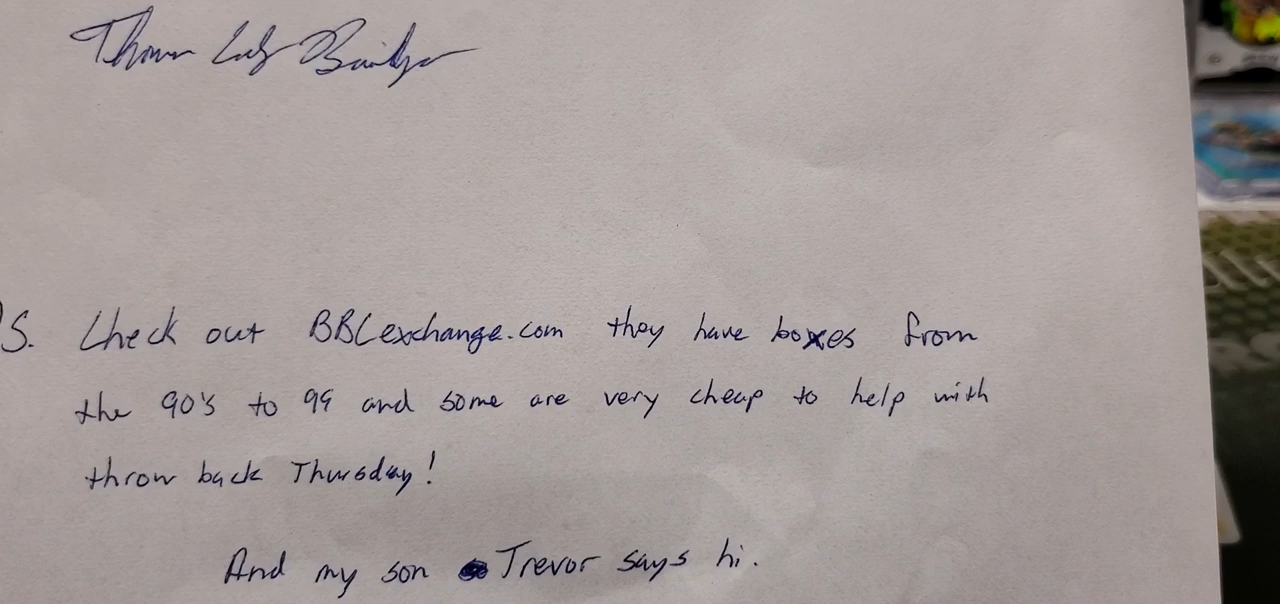 Thomas
S. Check out BBCexchange.com they have boxes from
the 90's to 99 and some are very cheap to help with
throw back Thursday!
And my son Trevor says hi.